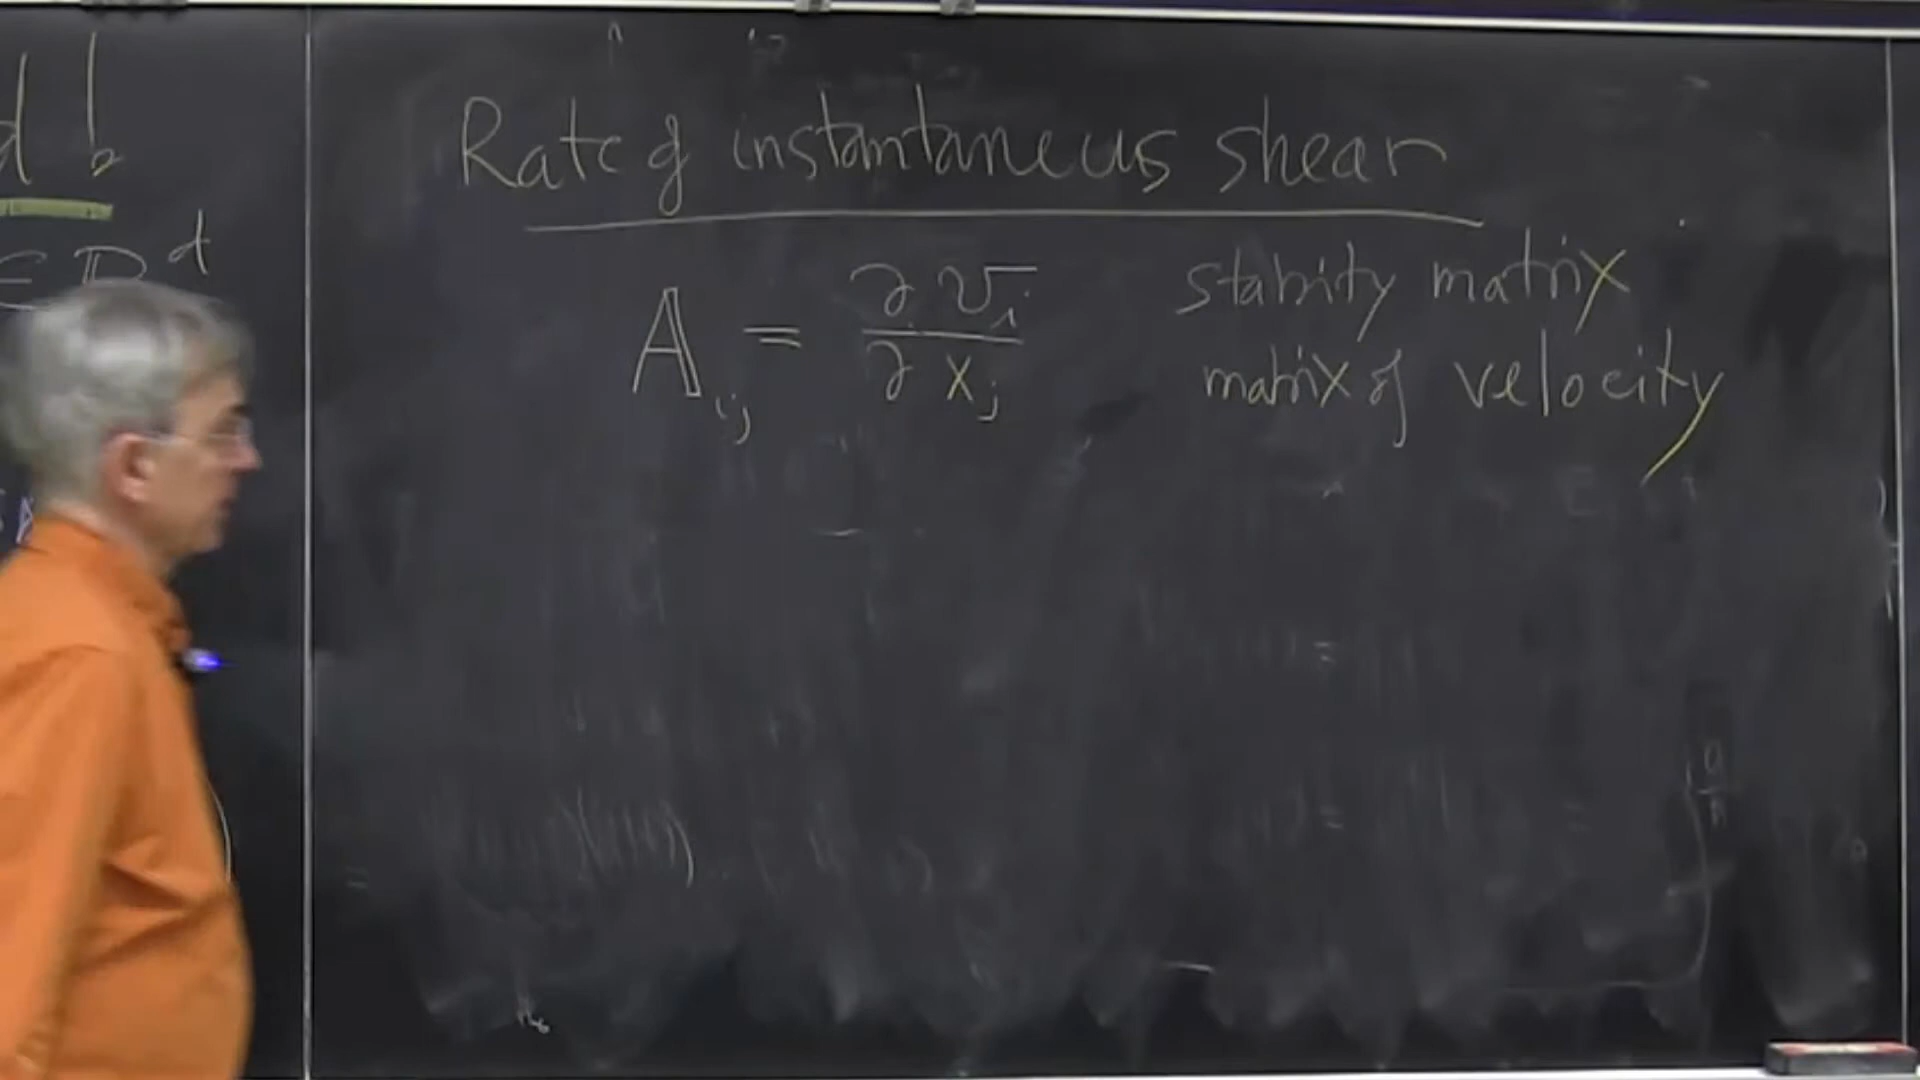 d !
∈ ℝ^d
Rate of instantaneous shear
𝔸_ij = ∂v_i / ∂x_j
stability matrix
matrix of velocity